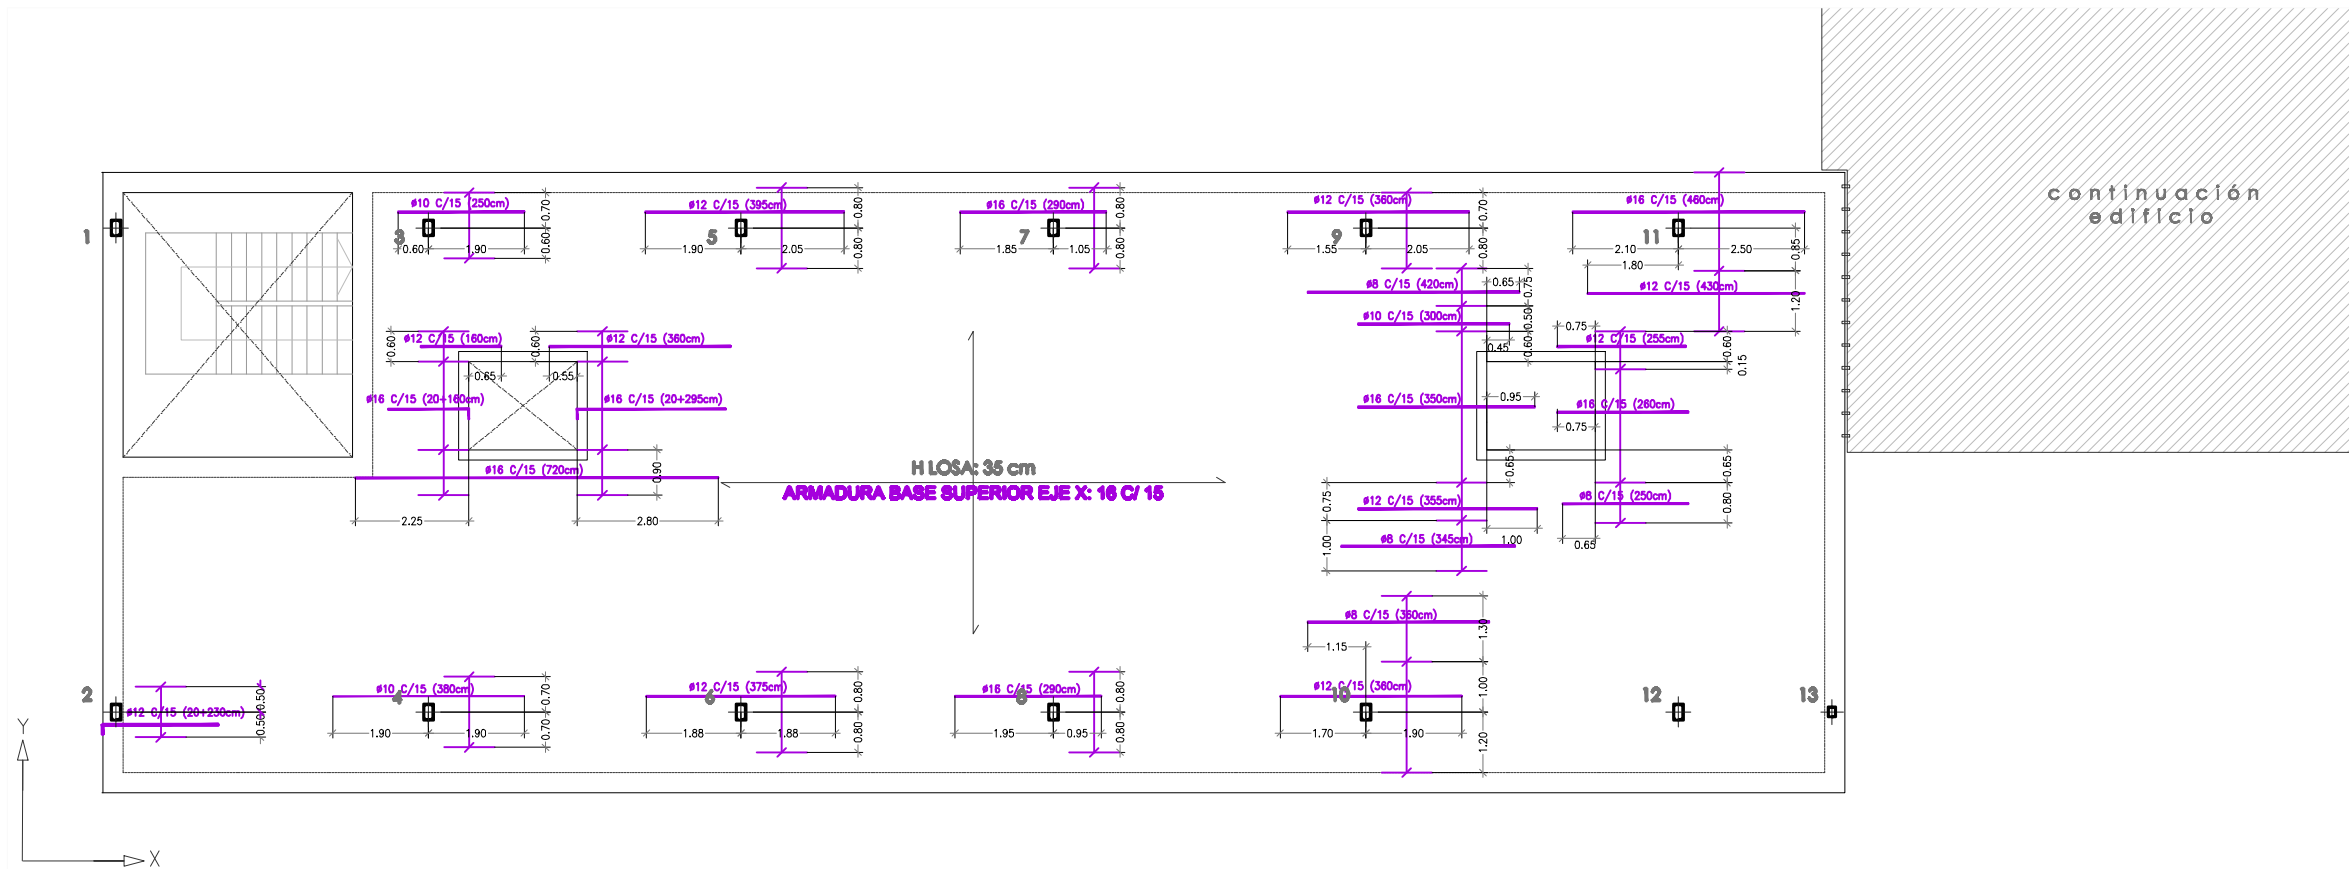 continuación
edificio
ø10 C/15 (250cm)
ø12 C/15 (395cm)
ø16 C/15 (290cm)
ø12 C/15 (360cm)
ø16 C/15 (460cm)
1
3
5
7
9
11
0.60
1.90
0.70
0.60
1.90
2.05
0.80
0.80
1.85
1.05
0.80
0.80
1.55
2.05
0.70
0.80
2.10
2.50
0.85
1.80
1.20
ø8 C/15 (420cm)
0.65
0.75
ø12 C/15 (430cm)
ø10 C/15 (300cm)
0.50
0.45
0.60
0.75
ø12 C/15 (255cm)
0.60
0.15
0.60
ø12 C/15 (160cm)
0.60
ø12 C/15 (360cm)
0.65
0.55
ø16 C/15 (20+160cm)
ø16 C/15 (20+295cm)
ø16 C/15 (350cm)
0.95
ø16 C/15 (260cm)
0.75
ø16 C/15 (720cm)
0.90
2.25
2.80
H LOSA: 35 cm
ARMADURA BASE SUPERIOR EJE X: 16 C/ 15
0.65
0.65
0.75
ø12 C/15 (355cm)
1.00
ø8 C/15 (250cm)
0.80
0.65
1.00
ø8 C/15 (345cm)
ø8 C/15 (360cm)
1.30
1.15
2
ø12 C/15 (20+230cm)
0.50
0.50
ø10 C/15 (380cm)
4
0.70
0.70
1.90
1.90
ø12 C/15 (375cm)
6
0.80
0.80
1.88
1.88
ø16 C/15 (290cm)
8
0.80
0.80
1.95
0.95
ø12 C/15 (360cm)
10
1.00
1.20
1.70
1.90
12
13
Y
X